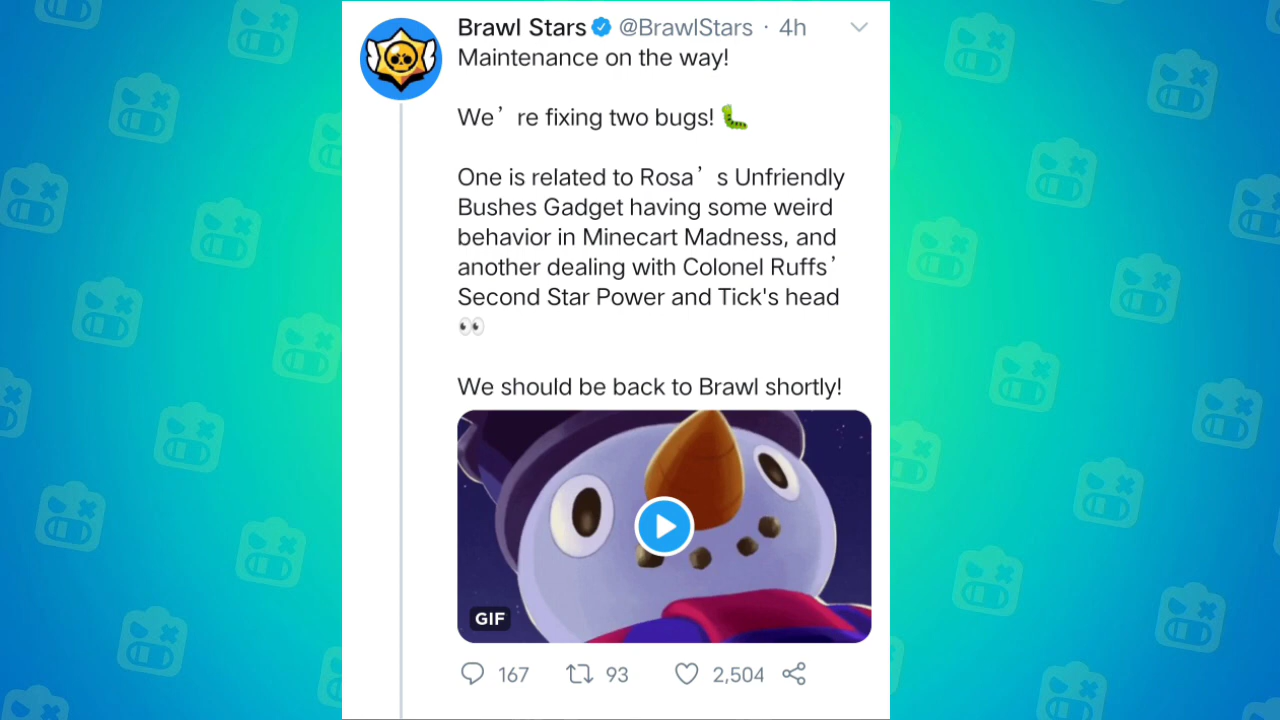 Brawl Stars @BrawlStars · 4h
Maintenance on the way!
We’re fixing two bugs! 🐛
One is related to Rosa’s Unfriendly
Bushes Gadget having some weird
behavior in Minecart Madness, and
another dealing with Colonel Ruffs’
Second Star Power and Tick's head
👀
We should be back to Brawl shortly!
GIF
167 93 2,504